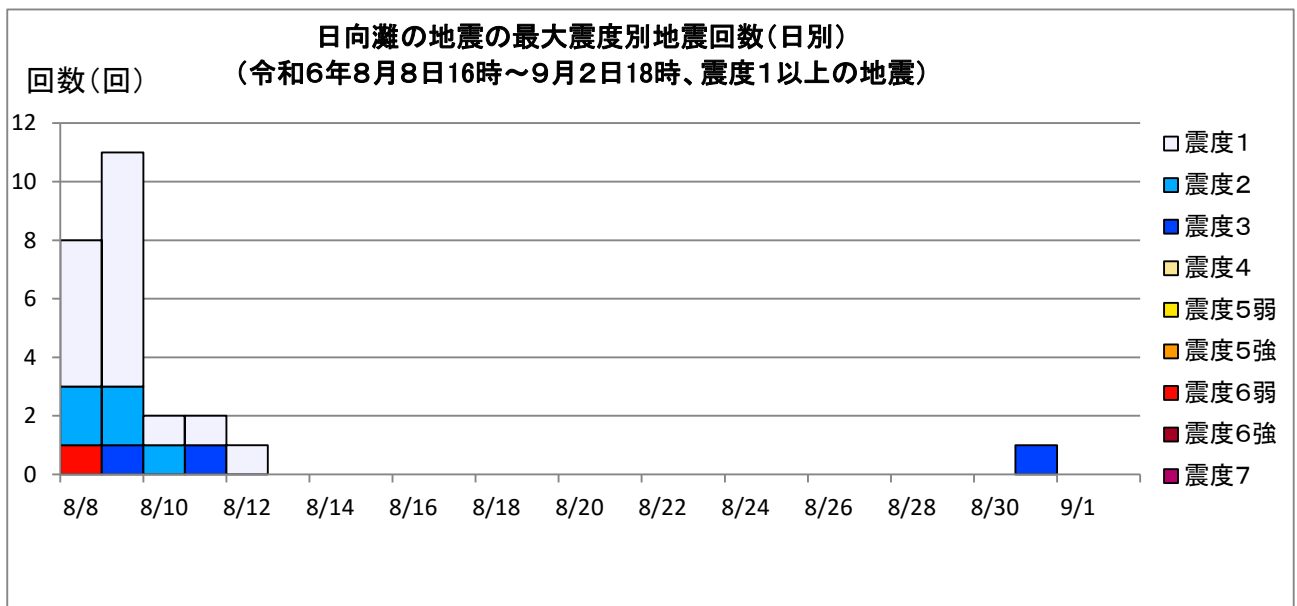 日向灘の地震の最大震度別地震回数(日別)
(令和6年8月8日16時～9月2日18時、震度1以上の地震)
回数(回)
12
10
8
6
4
2
0
8/8 8/10 8/12 8/14 8/16 8/18 8/20 8/22 8/24 8/26 8/28 8/30 9/1
震度1
震度2
震度3
震度4
震度5弱
震度5強
震度6弱
震度6強
震度7